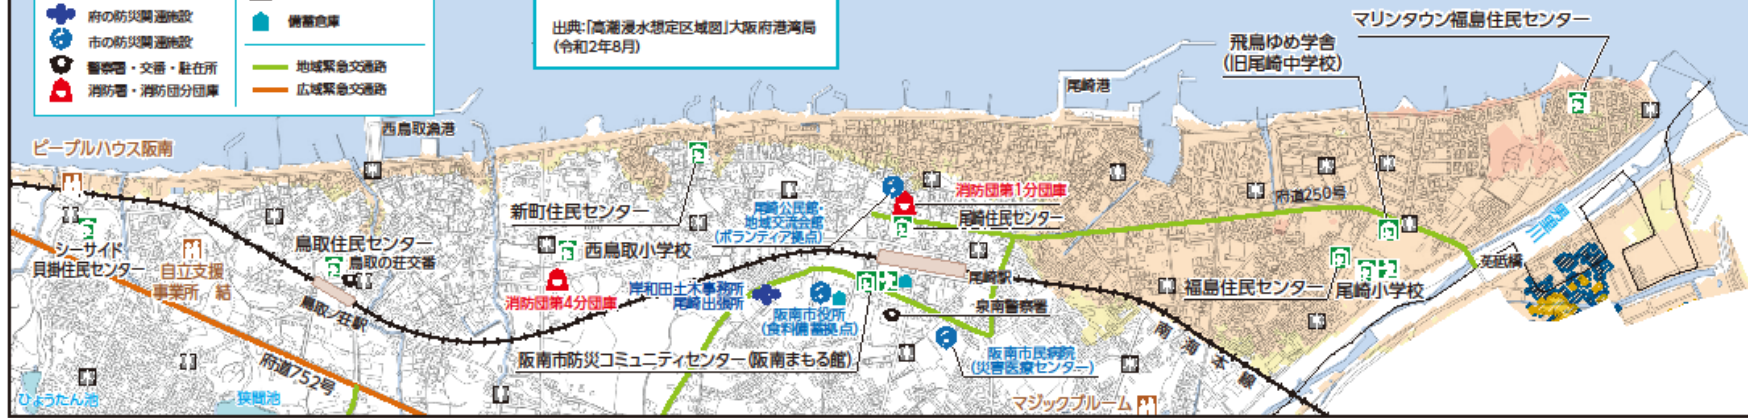 府の防災関連施設
市の防災関連施設
警察署・交番・駐在所
消防署・消防団分団庫
備蓄倉庫
地域緊急交通路
広域緊急交通路
出典:「高潮浸水想定区域図」大阪府港湾局
(令和2年8月)
マリンタウン福島住民センター
飛鳥ゆめ学舎
(旧尾崎中学校)
尾崎港
西鳥取漁港
ピープルハウス阪南
新町住民センター
尾崎公民館・
地域交流会館
(ボランティア拠点)
消防団第1分団庫
尾崎住民センター
府道250号
男里川
シーサイド
貝掛住民センター
自立支援
事業所 結
鳥取住民センター
鳥取の荘交番
鳥取ノ荘駅
西鳥取小学校
消防団第4分団庫
岸和田土木事務所
尾崎出張所
阪南市役所
(食料備蓄拠点)
尾崎駅
泉南警察署
福島住民センター
尾崎小学校
阪南市防災コミュニティセンター(阪南まもる館)
阪南市民病院
(災害医療センター)
南海本線
府道752号
ひょうたん池
狭間池
マジックブルーム